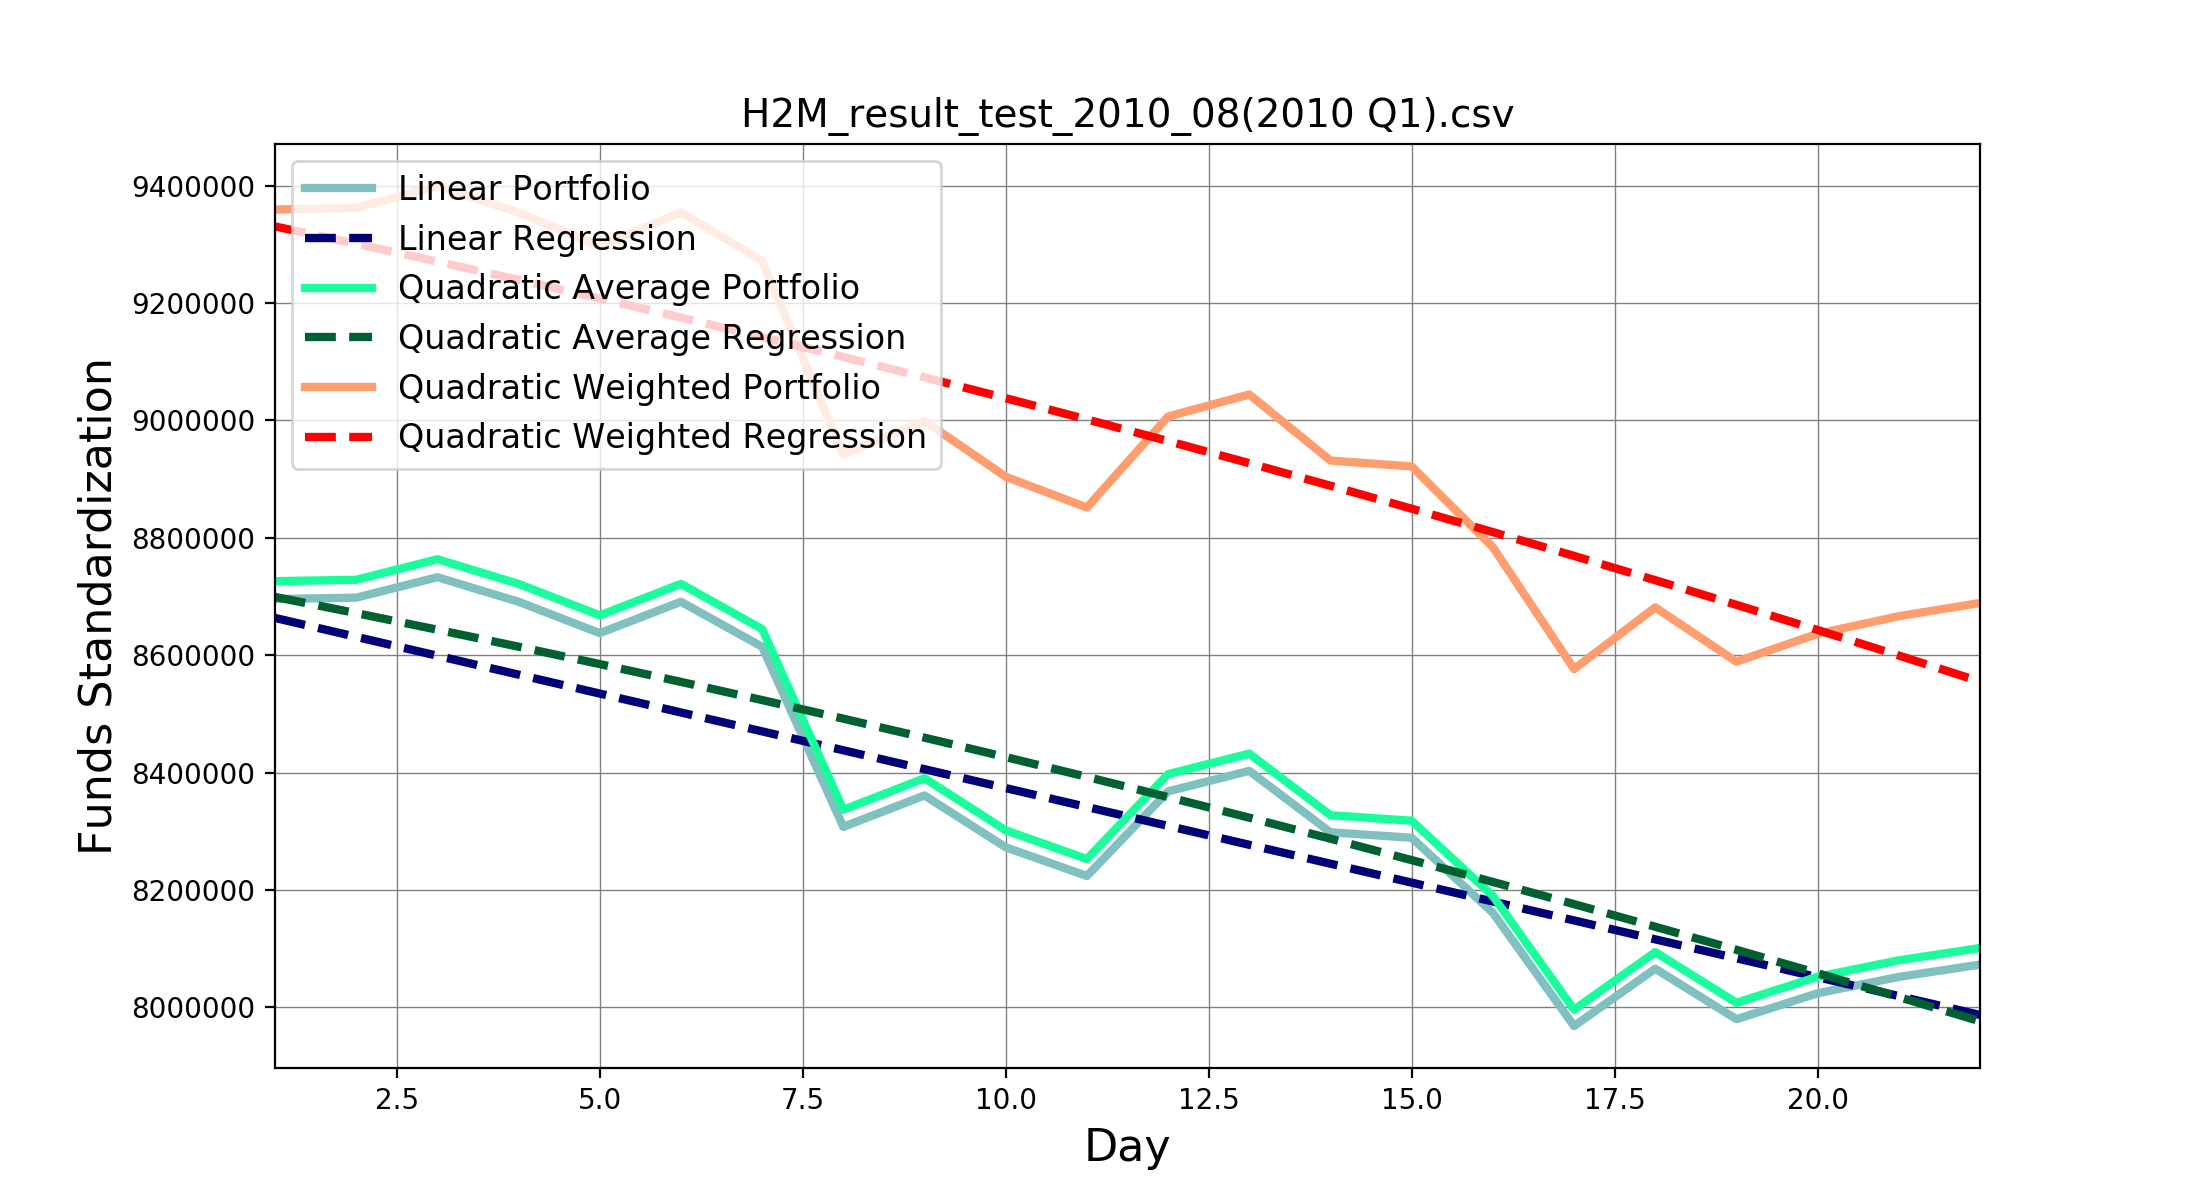 H2M_result_test_2010_08(2010 Q1).csv
Linear Portfolio
Linear Regression
Quadratic Average Portfolio
Quadratic Average Regression
Quadratic Weighted Portfolio
Quadratic Weighted Regression
Funds Standardization
9400000
9200000
9000000
8800000
8600000
8400000
8200000
8000000
2.5 5.0 7.5 10.0 12.5 15.0 17.5 20.0
Day